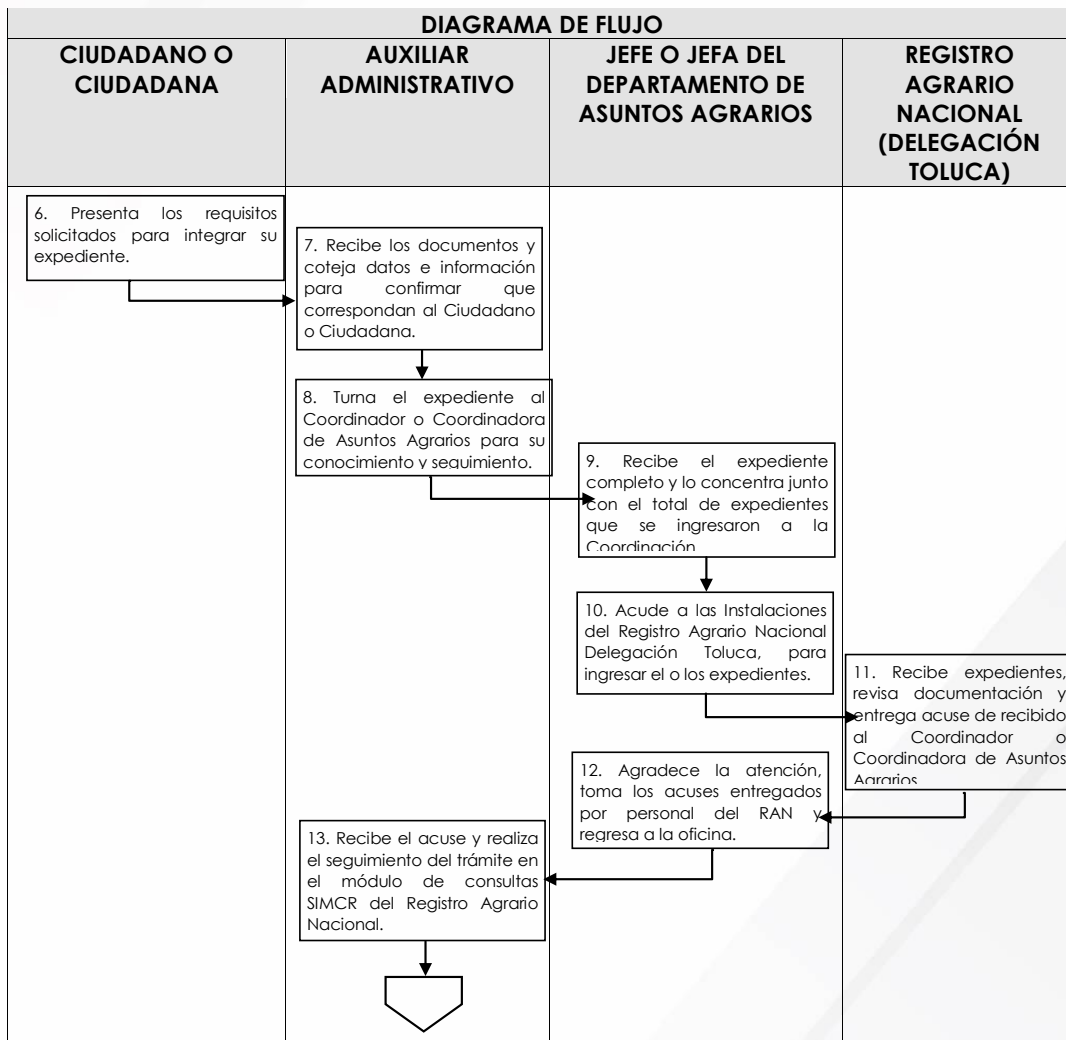 DIAGRAMA DE FLUJO
CIUDADANO O
CIUDADANA
AUXILIAR
ADMINISTRATIVO
JEFE O JEFA DEL
DEPARTAMENTO DE
ASUNTOS AGRARIOS
REGISTRO
AGRARIO
NACIONAL
(DELEGACIÓN
TOLUCA)
6. Presenta los requisitos
solicitados para integrar su
expediente.
7. Recibe los documentos y
coteja datos e información
para confirmar que
correspondan al Ciudadano
o Ciudadana.
8. Turna el expediente al
Coordinador o Coordinadora
de Asuntos Agrarios para su
conocimiento y seguimiento.
9. Recibe el expediente
completo y lo concentra junto
con el total de expedientes
que se ingresaron a la
Coordinación
10. Acude a las Instalaciones
del Registro Agrario Nacional
Delegación Toluca, para
ingresar el o los expedientes.
11. Recibe expedientes,
revisa documentación y
entrega acuse de recibido
al Coordinador o
Coordinadora de Asuntos
Agrarios
12. Agradece la atención,
toma los acuses entregados
por personal del RAN y
regresa a la oficina.
13. Recibe el acuse y realiza
el seguimiento del trámite en
el módulo de consultas
SIMCR del Registro Agrario
Nacional.